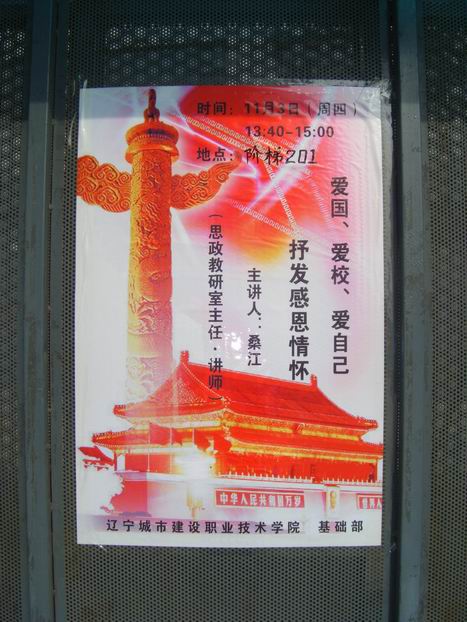 时间：11月3日（周四）
13:40-15:00
地点：阶梯201
爱国、爱校、爱自己
抒发感恩情怀
主讲人：桑江
（思政教研室主任·讲师）
中华人民共和国万岁
世界人
辽宁城市建设职业技术学院 基础部